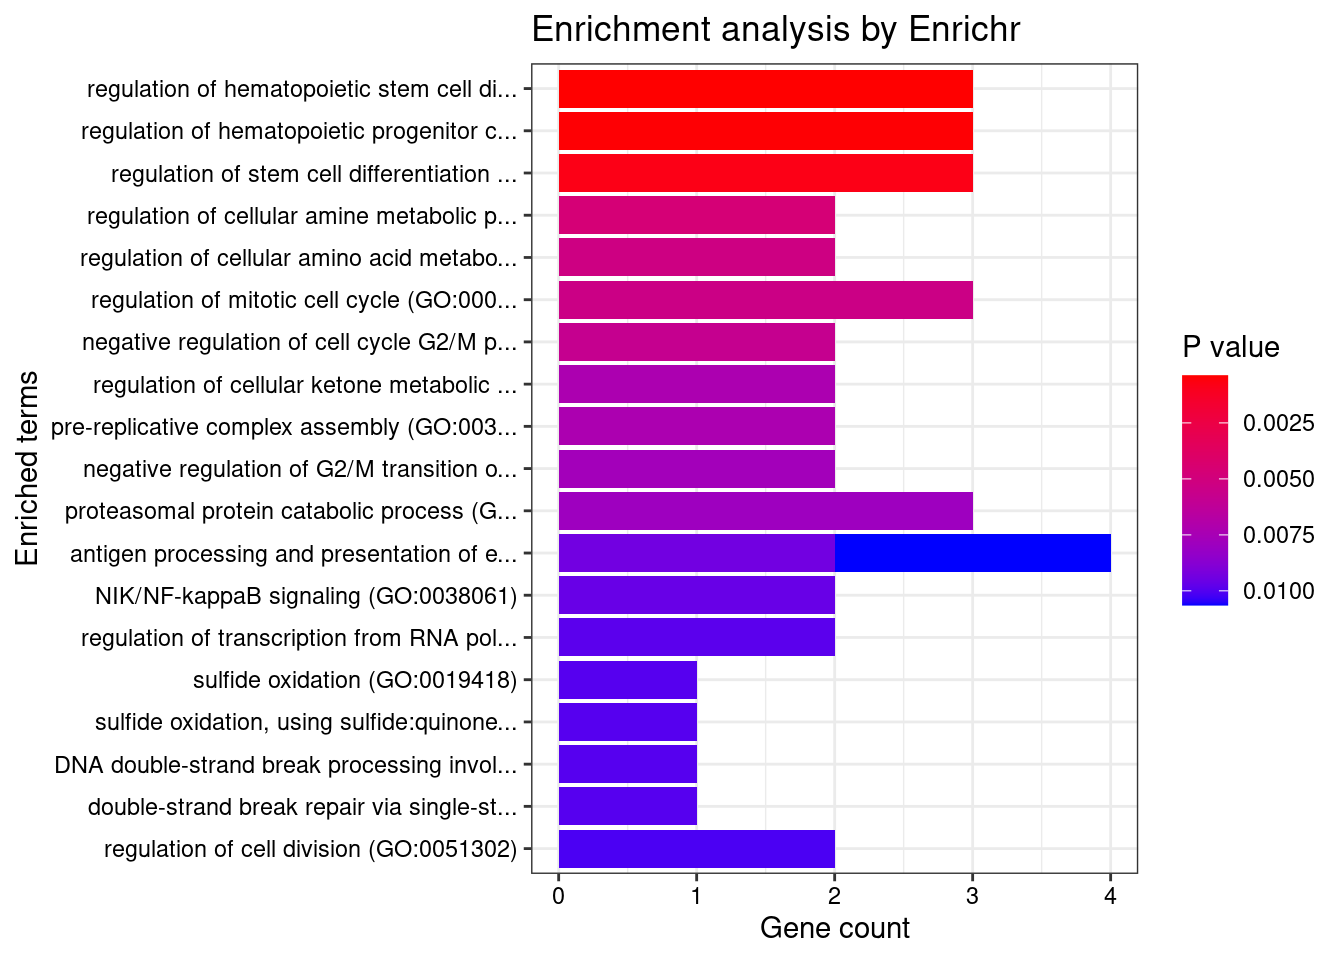 Enrichment analysis by Enrichr
regulation of hematopoietic stem cell di...
regulation of hematopoietic progenitor c...
regulation of stem cell differentiation ...
regulation of cellular amine metabolic p...
regulation of cellular amino acid metabo...
regulation of mitotic cell cycle (GO:000...
negative regulation of cell cycle G2/M p...
regulation of cellular ketone metabolic ...
pre-replicative complex assembly (GO:003...
negative regulation of G2/M transition o...
proteasomal protein catabolic process (G...
antigen processing and presentation of e...
NIK/NF-kappaB signaling (GO:0038061)
regulation of transcription from RNA pol...
sulfide oxidation (GO:0019418)
sulfide oxidation, using sulfide:quinone...
DNA double-strand break processing invol...
double-strand break repair via single-st...
regulation of cell division (GO:0051302)
Enriched terms
0 1 2 3 4
Gene count
P value
0.0025
0.0050
0.0075
0.0100